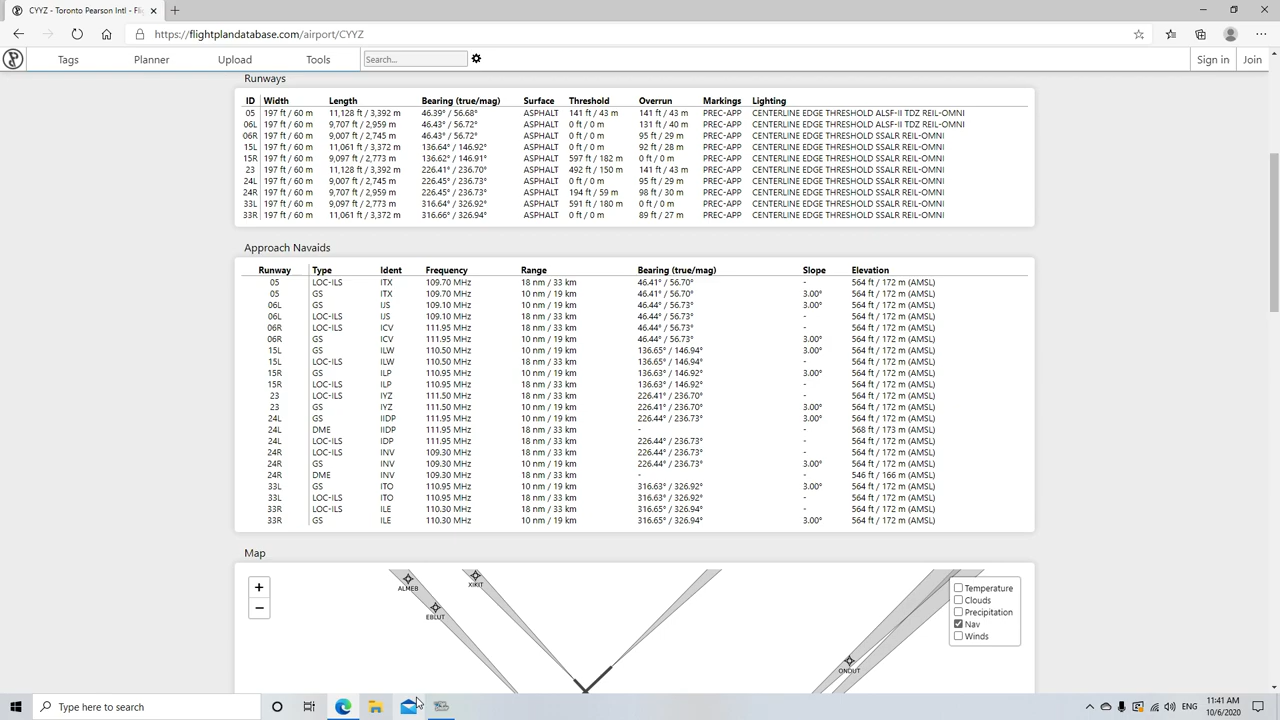 CYYZ - Toronto Pearson Intl - Flig
https://flightplandatabase.com/airport/CYYZ
Tags Planner Upload Tools Search... Sign in Join
Runways
ID Width Length Bearing (true/mag) Surface Threshold Overrun Markings Lighting
05 197 ft / 60 m 11,128 ft / 3,392 m 46.39° / 56.68° ASPHALT 141 ft / 43 m 141 ft / 43 m PREC-APP CENTERLINE EDGE THRESHOLD ALSF-II TDZ REIL-OMNI
06L 197 ft / 60 m 9,707 ft / 2,959 m 46.43° / 56.72° ASPHALT 0 ft / 0 m 131 ft / 40 m PREC-APP CENTERLINE EDGE THRESHOLD ALSF-II TDZ REIL-OMNI
06R 197 ft / 60 m 9,007 ft / 2,745 m 46.43° / 56.72° ASPHALT 0 ft / 0 m 95 ft / 29 m PREC-APP CENTERLINE EDGE THRESHOLD SSALR REIL-OMNI
15L 197 ft / 60 m 11,061 ft / 3,372 m 136.64° / 146.92° ASPHALT 0 ft / 0 m 92 ft / 28 m PREC-APP CENTERLINE EDGE THRESHOLD SSALR REIL-OMNI
15R 197 ft / 60 m 9,097 ft / 2,773 m 136.62° / 146.91° ASPHALT 597 ft / 182 m 0 ft / 0 m PREC-APP CENTERLINE EDGE THRESHOLD SSALR REIL-OMNI
23 197 ft / 60 m 11,128 ft / 3,392 m 226.41° / 236.70° ASPHALT 492 ft / 150 m 141 ft / 43 m PREC-APP CENTERLINE EDGE THRESHOLD SSALR REIL-OMNI
24L 197 ft / 60 m 9,007 ft / 2,745 m 226.45° / 236.73° ASPHALT 0 ft / 0 m 95 ft / 29 m PREC-APP CENTERLINE EDGE THRESHOLD SSALR REIL-OMNI
24R 197 ft / 60 m 9,707 ft / 2,959 m 226.45° / 236.73° ASPHALT 194 ft / 59 m 98 ft / 30 m PREC-APP CENTERLINE EDGE THRESHOLD SSALR REIL-OMNI
33L 197 ft / 60 m 9,097 ft / 2,773 m 316.64° / 326.92° ASPHALT 591 ft / 180 m 0 ft / 0 m PREC-APP CENTERLINE EDGE THRESHOLD SSALR REIL-OMNI
33R 197 ft / 60 m 11,061 ft / 3,372 m 316.66° / 326.94° ASPHALT 0 ft / 0 m 89 ft / 27 m PREC-APP CENTERLINE EDGE THRESHOLD SSALR REIL-OMNI
Approach Navaids
Runway Type Ident Frequency Range Bearing (true/mag) Slope Elevation
05 LOC-ILS ITX 109.70 MHz 18 nm / 33 km 46.41° / 56.70° - 564 ft / 172 m (AMSL)
05 GS ITX 109.70 MHz 18 nm / 33 km 46.41° / 56.70° 3.00° 564 ft / 172 m (AMSL)
06L GS IJS 109.10 MHz 10 nm / 19 km 46.44° / 56.73° 3.00° 564 ft / 172 m (AMSL)
06L LOC-ILS IJS 109.10 MHz 18 nm / 33 km 46.44° / 56.73° - 564 ft / 172 m (AMSL)
06R LOC-ILS ICV 111.95 MHz 18 nm / 33 km 46.44° / 56.73° - 564 ft / 172 m (AMSL)
06R GS ICV 111.95 MHz 10 nm / 19 km 46.44° / 56.73° 3.00° 564 ft / 172 m (AMSL)
15L GS ILW 110.50 MHz 10 nm / 19 km 136.65° / 146.94° 3.00° 564 ft / 172 m (AMSL)
15L LOC-ILS ILW 110.50 MHz 18 nm / 33 km 136.65° / 146.94° - 564 ft / 172 m (AMSL)
15R GS ILP 110.95 MHz 10 nm / 19 km 136.63° / 146.92° 3.00° 564 ft / 172 m (AMSL)
15R LOC-ILS ILP 110.95 MHz 18 nm / 33 km 136.63° / 146.92° - 564 ft / 172 m (AMSL)
23 LOC-ILS IYZ 111.50 MHz 18 nm / 33 km 226.41° / 236.70° - 564 ft / 172 m (AMSL)
23 GS IYZ 111.50 MHz 10 nm / 19 km 226.41° / 236.70° 3.00° 564 ft / 172 m (AMSL)
24L GS IIDP 111.95 MHz 10 nm / 19 km 226.44° / 236.73° 3.00° 564 ft / 172 m (AMSL)
24L DME IIDP 111.95 MHz 18 nm / 33 km - - 568 ft / 173 m (AMSL)
24L LOC-ILS IDP 111.95 MHz 18 nm / 33 km 226.44° / 236.73° - 564 ft / 172 m (AMSL)
24R LOC-ILS INV 109.30 MHz 18 nm / 33 km 226.44° / 236.73° - 564 ft / 172 m (AMSL)
24R GS INV 109.30 MHz 10 nm / 19 km 226.44° / 236.73° 3.00° 564 ft / 172 m (AMSL)
24R DME INV 109.30 MHz 18 nm / 33 km - - 546 ft / 166 m (AMSL)
33L GS ITO 110.95 MHz 10 nm / 19 km 316.63° / 326.92° 3.00° 564 ft / 172 m (AMSL)
33L LOC-ILS ITO 110.95 MHz 18 nm / 33 km 316.63° / 326.92° - 564 ft / 172 m (AMSL)
33R LOC-ILS ILE 110.30 MHz 18 nm / 33 km 316.65° / 326.94° - 564 ft / 172 m (AMSL)
33R GS ILE 110.30 MHz 10 nm / 19 km 316.65° / 326.94° 3.00° 564 ft / 172 m (AMSL)
Map
+
−
ALMEB
XIKIT
EBLUT
ONDUT
Temperature
Clouds
Precipitation
Nav
Winds
Type here to search
ENG
11:41 AM
10/6/2020